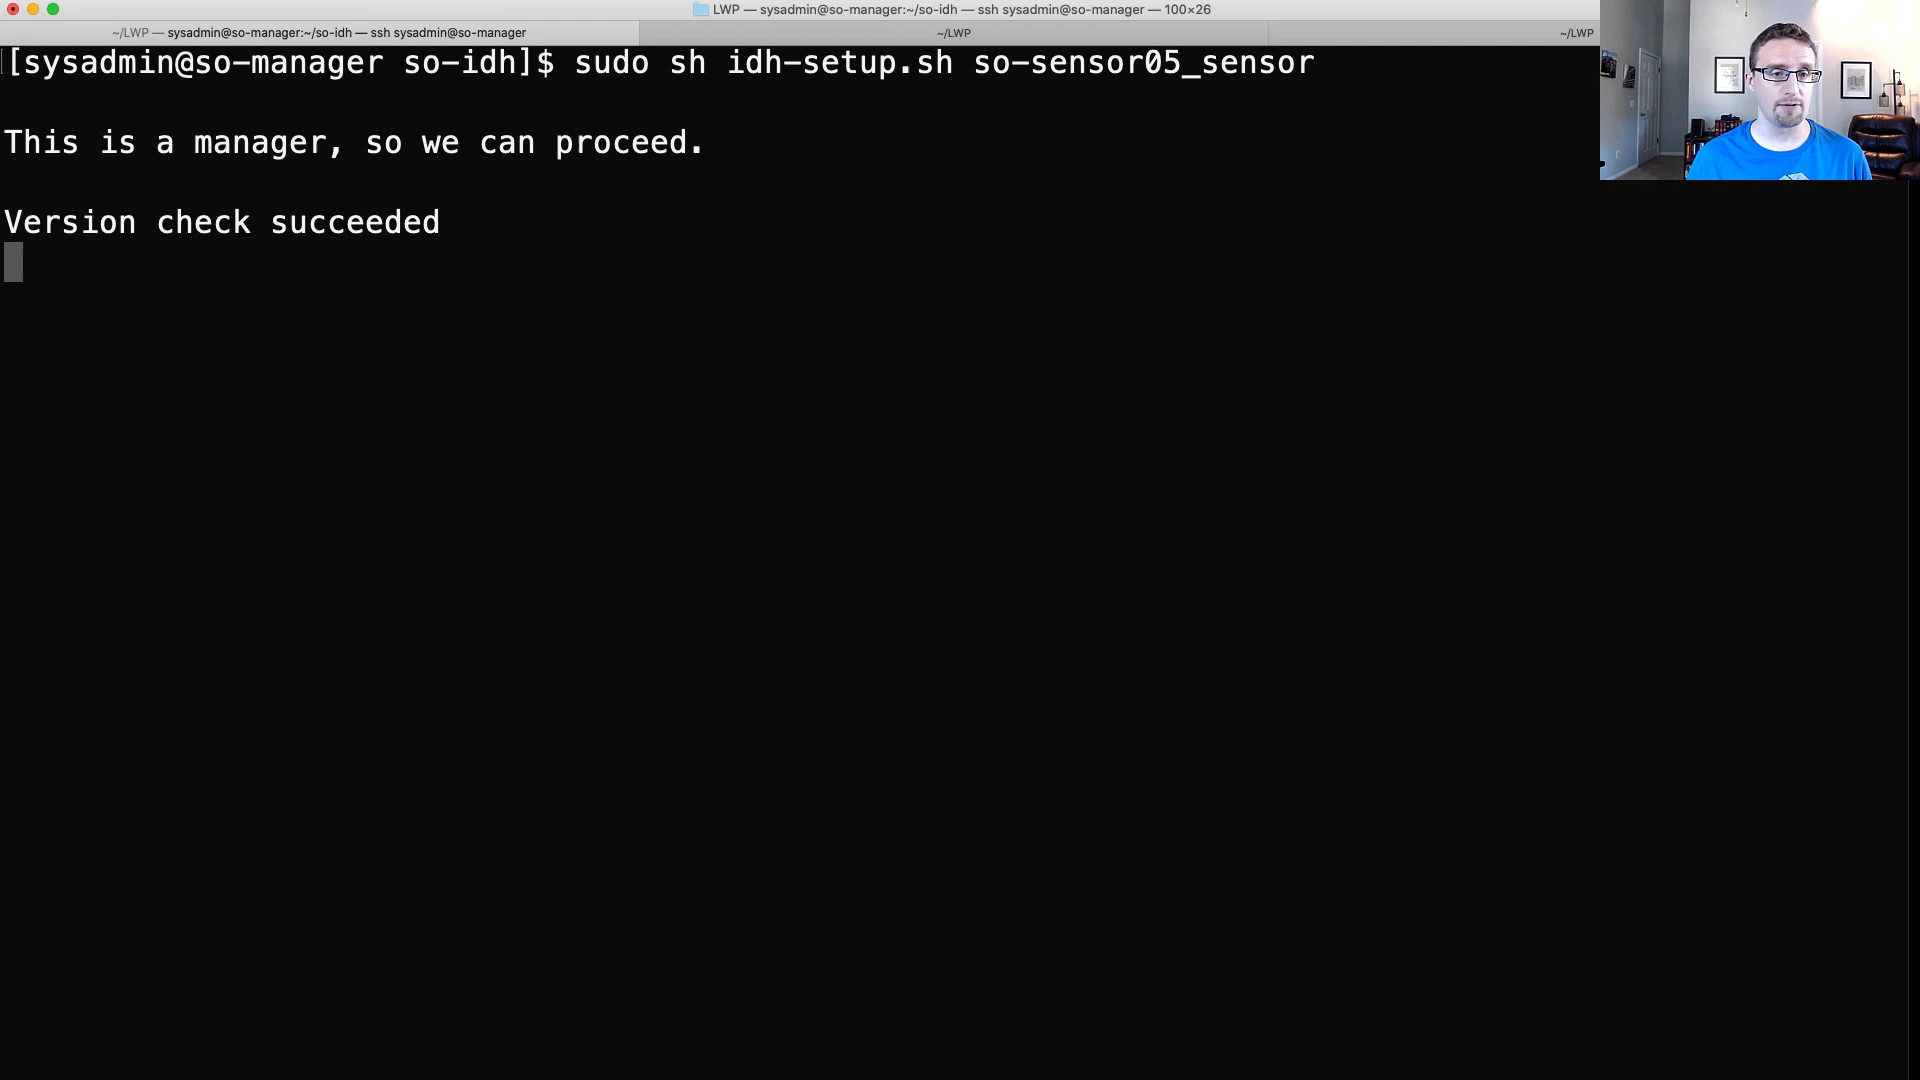 LWP — sysadmin@so-manager:~/so-idh — ssh sysadmin@so-manager — 100×26
~/LWP — sysadmin@so-manager:~/so-idh — ssh sysadmin@so-manager
~/LWP
~/LWP
[sysadmin@so-manager so-idh]$ sudo sh idh-setup.sh so-sensor05_sensor
This is a manager, so we can proceed.
Version check succeeded